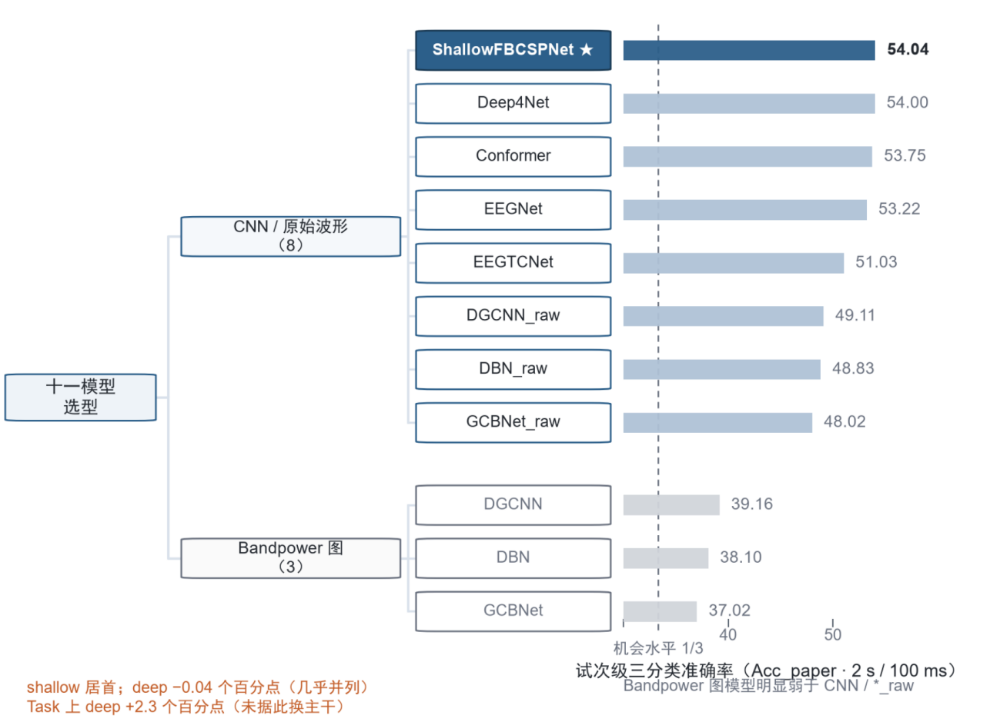 ShallowFBCSPNet ★
54.04
Deep4Net
54.00
Conformer
53.75
EEGNet
53.22
CNN / 原始波形
（8）
EEGTCNet
51.03
DGCNN_raw
49.11
DBN_raw
48.83
十一模型
选型
GCBNet_raw
48.02
DGCNN
39.16
Bandpower 图
（3）
DBN
38.10
GCBNet
37.02
40
50
机会水平 1/3
试次级三分类准确率（Acc_paper · 2 s / 100 ms）
Bandpower 图模型明显弱于 CNN / *_raw
shallow 居首；deep −0.04 个百分点（几乎并列）
Task 上 deep +2.3 个百分点（未据此换主干）